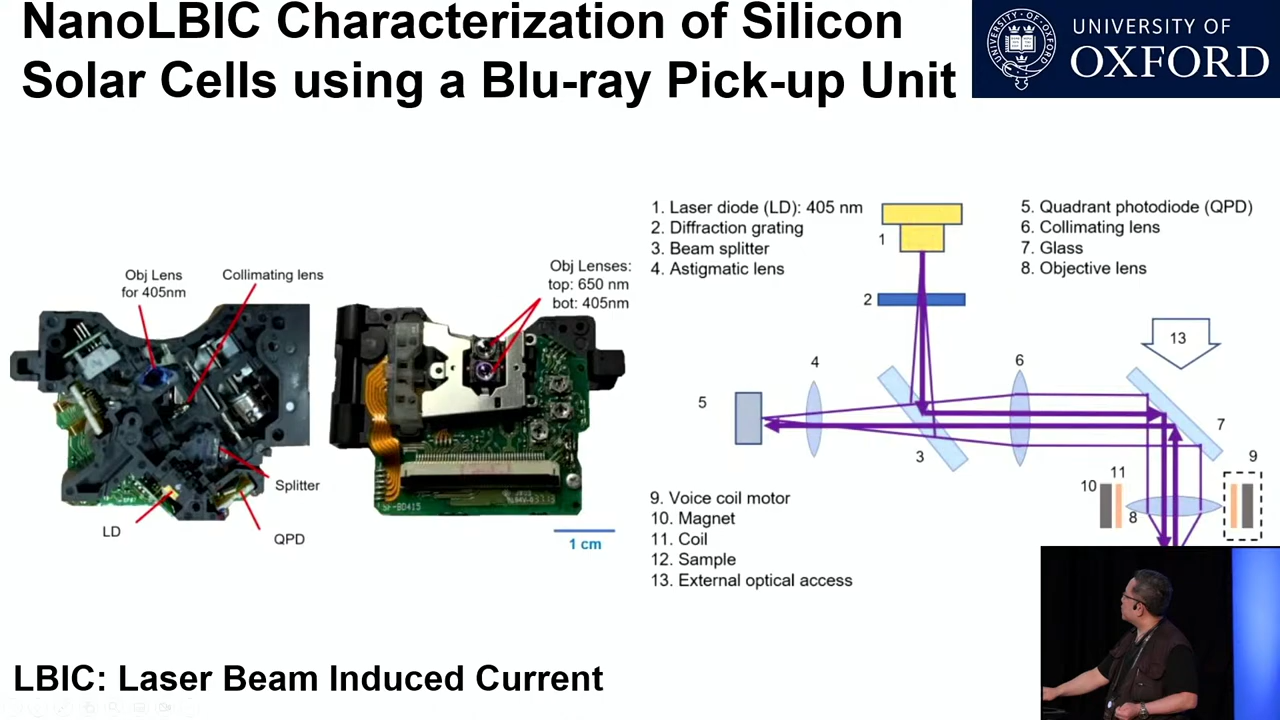 NanoLBIC Characterization of Silicon
Solar Cells using a Blu-ray Pick-up Unit
UNIVERSITY OF
OXFORD
Obj Lens
for 405nm
Collimating lens
Obj Lenses:
top: 650 nm
bot: 405nm
Splitter
LD
QPD
1 cm
1. Laser diode (LD): 405 nm
2. Diffraction grating
3. Beam splitter
4. Astigmatic lens
5. Quadrant photodiode (QPD)
6. Collimating lens
7. Glass
8. Objective lens
1
2
13
4
6
5
7
3
9
11
10
8
9. Voice coil motor
10. Magnet
11. Coil
12. Sample
13. External optical access
LBIC: Laser Beam Induced Current